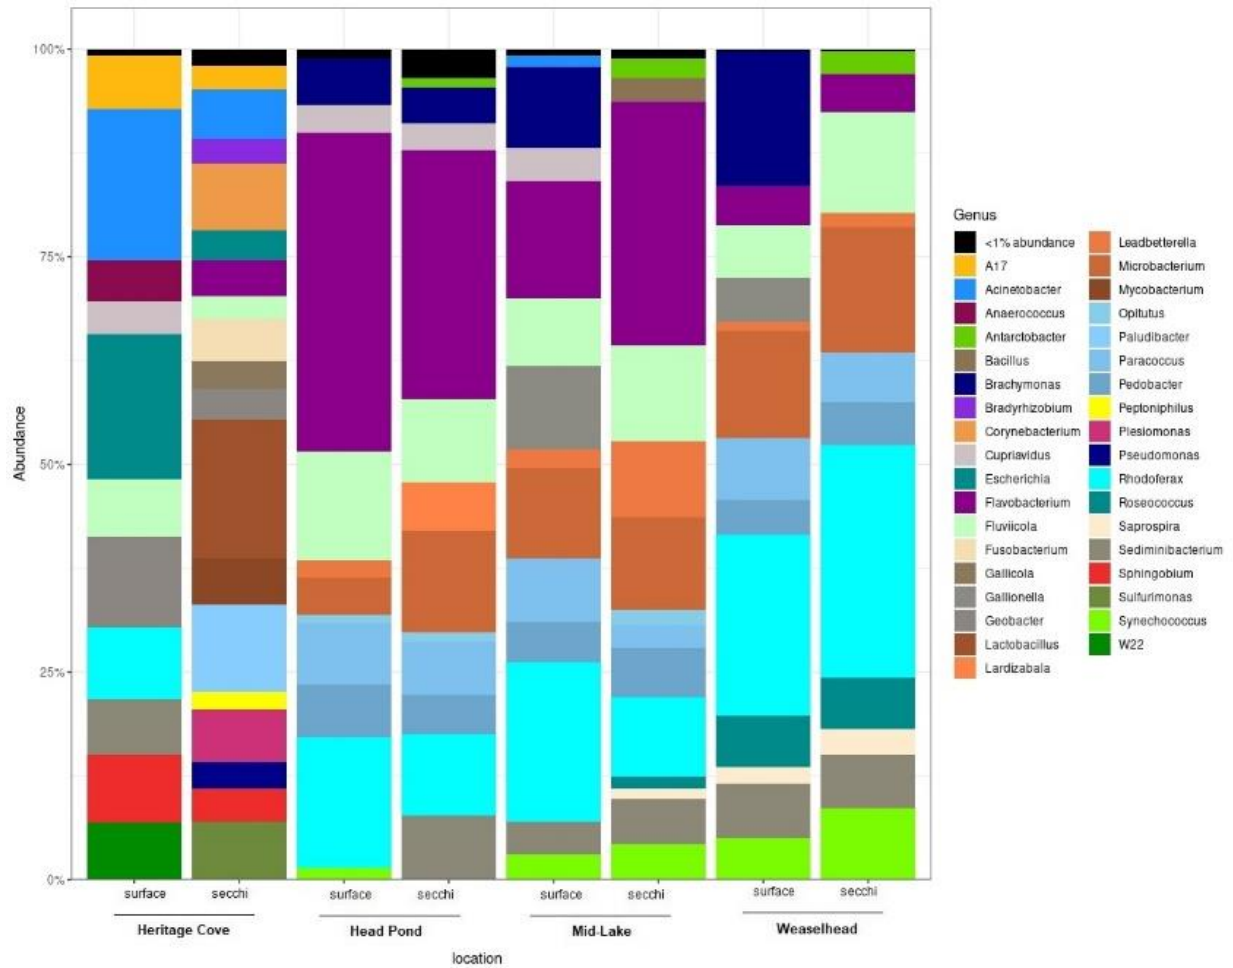 100%
75%
50%
25%
0%
Abundance
surface secchi surface secchi surface secchi surface secchi
Heritage Cove Head Pond Mid-Lake Weaselhead
location
Genus
<1% abundance
A17
Acinetobacter
Anaerococcus
Antarctobacter
Bacillus
Brachymonas
Bradyrhizobium
Corynebacterium
Cupriavidus
Escherichia
Flavobacterium
Fluviicola
Fusobacterium
Gallicola
Gallionella
Geobacter
Lactobacillus
Lardizabala
Leadbetterella
Microbacterium
Mycobacterium
Opitutus
Paludibacter
Paracoccus
Pedobacter
Peptoniphilus
Plesiomonas
Pseudomonas
Rhodoferax
Roseococcus
Saprospira
Sediminibacterium
Sphingobium
Sulfurimonas
Synechococcus
W22